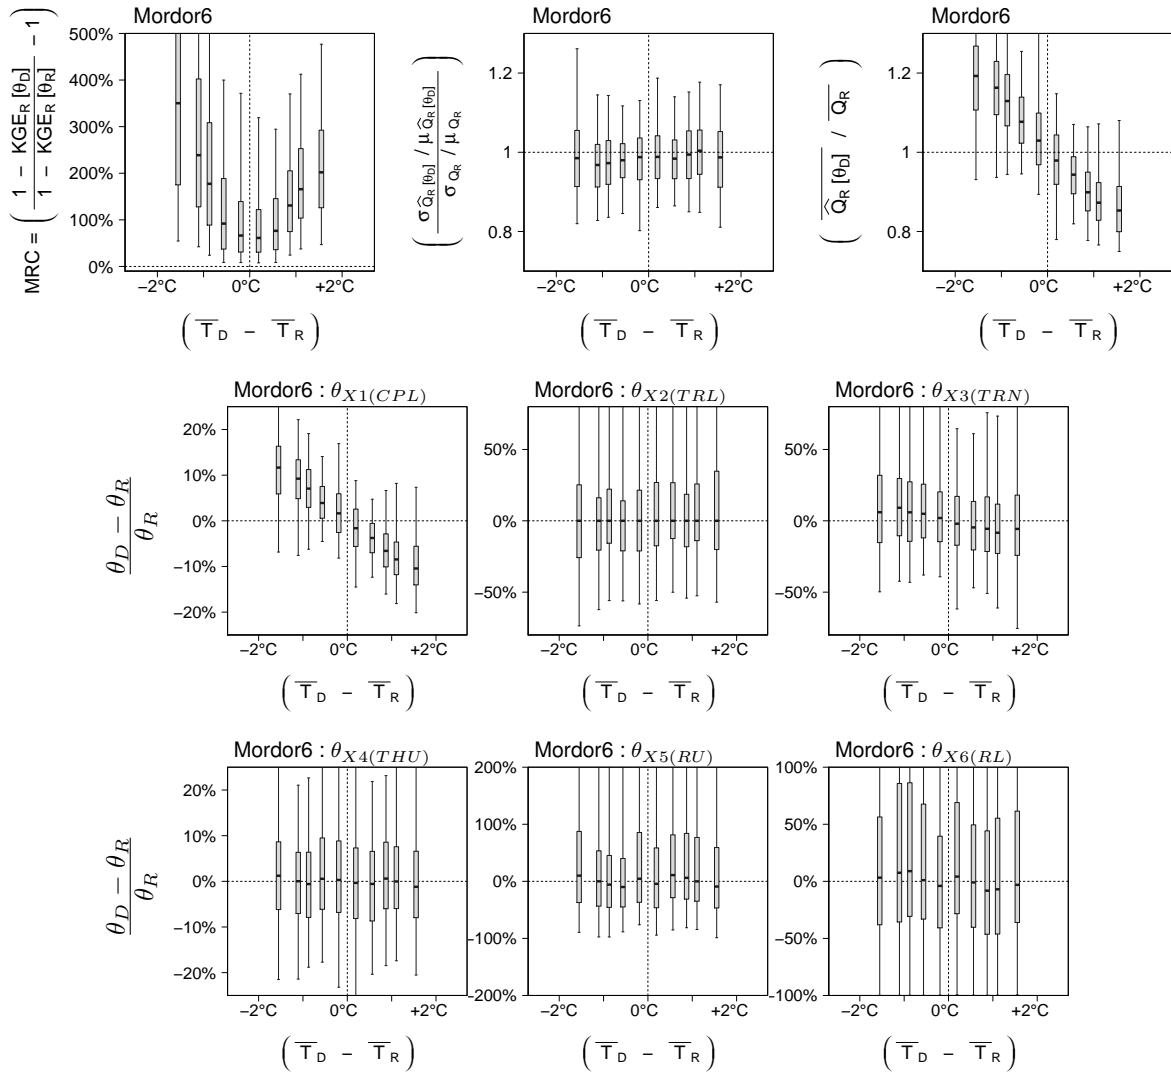 Mordor6 Mordor6 Mordor6
MRC = ( 1 − KGE_R [θ_D] / 1 − KGE_R [θ_R] − 1 )
500%
400%
300%
200%
100%
0%
−2°C 0°C +2°C
( T̅_D − T̅_R )
( σ_Q̂_R [θ_D] / μ_Q̂_R [θ_D] / σ_Q_R / μ_Q_R )
1.2
1
0.8
−2°C 0°C +2°C
( T̅_D − T̅_R )
( Q̂_R [θ_D] / Q_R )
1.2
1
0.8
−2°C 0°C +2°C
( T̅_D − T̅_R )
Mordor6 : θ_X1(CPL) Mordor6 : θ_X2(TRL) Mordor6 : θ_X3(TRN)
θ_D − θ_R
θ_R
20%
10%
0%
−10%
−20%
−2°C 0°C +2°C
( T̅_D − T̅_R )
50%
0%
−50%
−2°C 0°C +2°C
( T̅_D − T̅_R )
50%
0%
−50%
−2°C 0°C +2°C
( T̅_D − T̅_R )
Mordor6 : θ_X4(THU) Mordor6 : θ_X5(RU) Mordor6 : θ_X6(RL)
θ_D − θ_R
θ_R
20%
10%
0%
−10%
−20%
−2°C 0°C +2°C
( T̅_D − T̅_R )
200%
100%
0%
−100%
−200%
−2°C 0°C +2°C
( T̅_D − T̅_R )
100%
50%
0%
−50%
−100%
−2°C 0°C +2°C
( T̅_D − T̅_R )